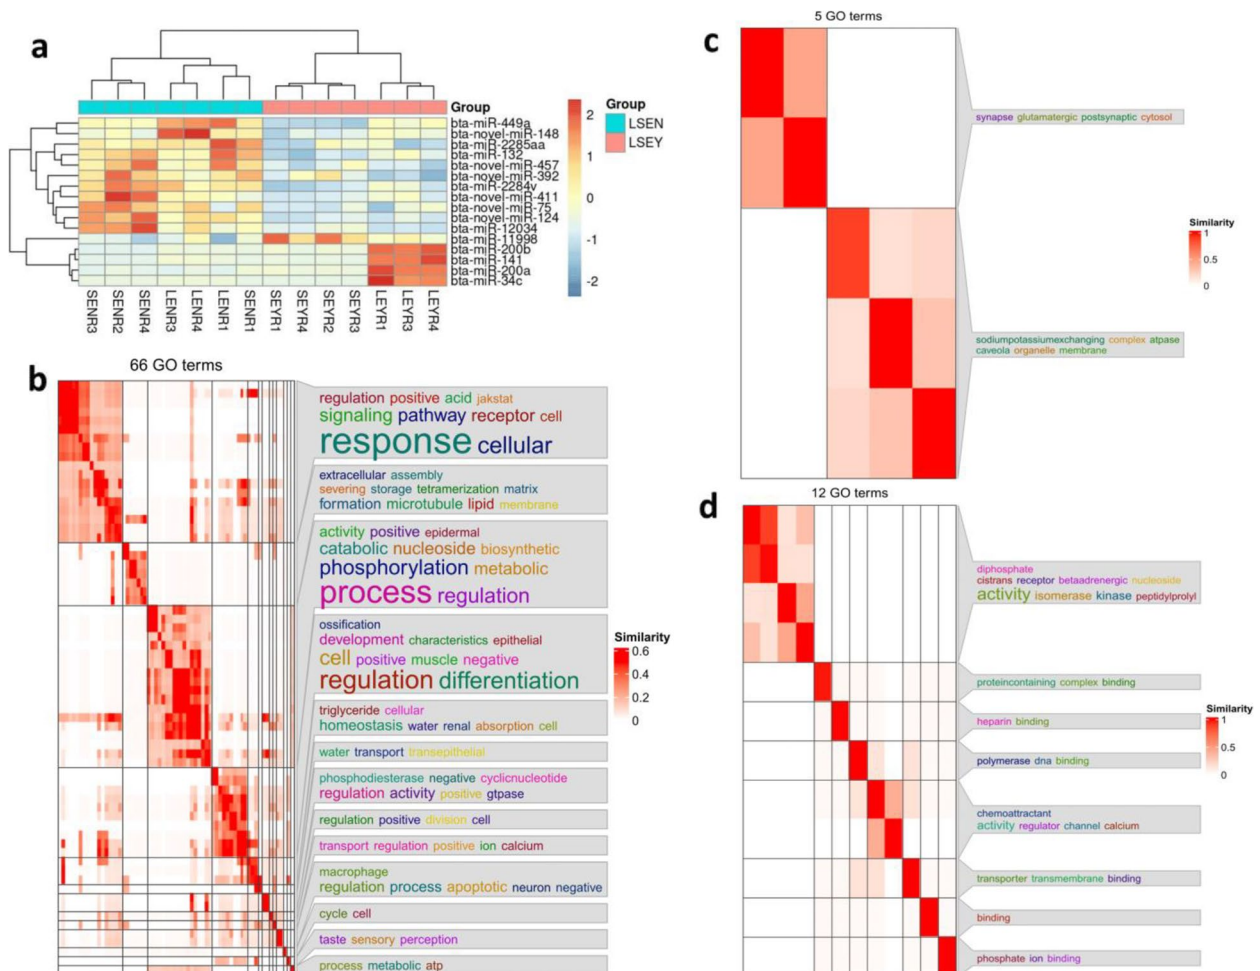 a
Group
bta-miR-449a
bta-novel-miR-148
bta-miR-2285aa
bta-miR-132
bta-novel-miR-457
bta-novel-miR-392
bta-miR-2284v
bta-novel-miR-411
bta-novel-miR-75
bta-novel-miR-124
bta-miR-12034
bta-miR-11998
bta-miR-200b
bta-miR-141
bta-miR-200a
bta-miR-34c
SENR3 SENR2 SENR4 LENR3 LENR4 LENR1 SENR1 SEYR1 SEYR4 SEYR2 SEYR3 LEYR1 LEYR3 LEYR4
2
1
0
-1
-2
Group
LSEN
LSEY
b
66 GO terms
regulation positive acid jakstat
signaling pathway receptor cell
response cellular
extracellular assembly
severing storage tetramerization matrix
formation microtubule lipid membrane
activity positive epidermal
catabolic nucleoside biosynthetic
phosphorylation metabolic
process regulation
ossification
development characteristics epithelial
cell positive muscle negative
regulation differentiation
triglyceride cellular
homeostasis water renal absorption cell
water transport transepithelial
phosphodiesterase negative cyclicnucleotide
regulation activity positive gtpase
regulation positive division cell
transport regulation positive ion calcium
macrophage
regulation process apoptotic neuron negative
cycle cell
taste sensory perception
process metabolic atp
Similarity
0.6
0.4
0.2
0
c
5 GO terms
synapse glutamatergic postsynaptic cytosol
sodiumpotassiumexchanging complex atpase
caveola organelle membrane
Similarity
1
0.5
0
d
12 GO terms
diphosphate
cistrans receptor betaadrenergic nucleoside
activity isomerase kinase peptidylprolyl
proteincontaining complex binding
heparin binding
polymerase dna binding
chemoattractant
activity regulator channel calcium
transporter transmembrane binding
binding
phosphate ion binding
Similarity
1
0.5
0